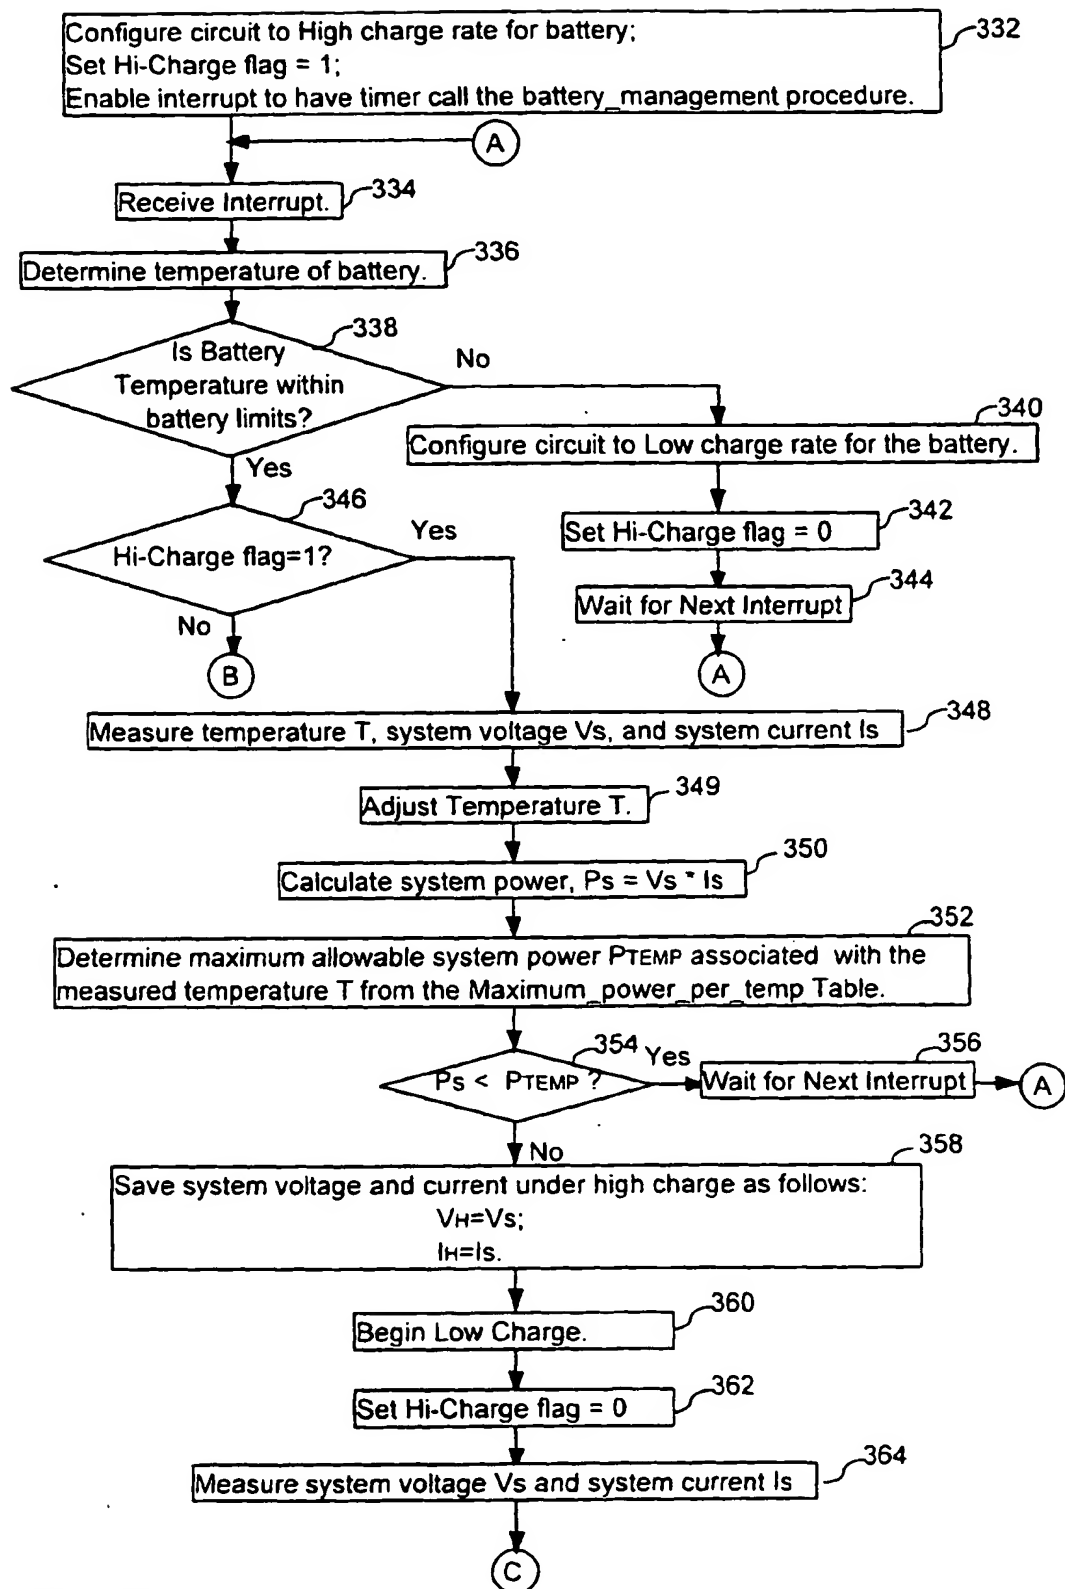 Configure circuit to High charge rate for battery;
Set Hi-Charge flag = 1;
Enable interrupt to have timer call the battery_management procedure.
332
A
Receive Interrupt.
334
Determine temperature of battery.
336
Is Battery
Temperature within
battery limits?
338
No
Yes
340
Configure circuit to Low charge rate for the battery.
Hi-Charge flag=1?
346
Yes
No
B
Set Hi-Charge flag = 0
342
Wait for Next Interrupt
344
A
Measure temperature T, system voltage Vs, and system current Is
348
Adjust Temperature T.
349
Calculate system power, Ps = Vs * Is
350
352
Determine maximum allowable system power PTEMP associated with the
measured temperature T from the Maximum_power_per_temp Table.
Ps < PTEMP ?
354
Yes
356
Wait for Next Interrupt
A
No
358
Save system voltage and current under high charge as follows:
VH=Vs;
IH=Is.
Begin Low Charge.
360
Set Hi-Charge flag = 0
362
Measure system voltage Vs and system current Is
364
C